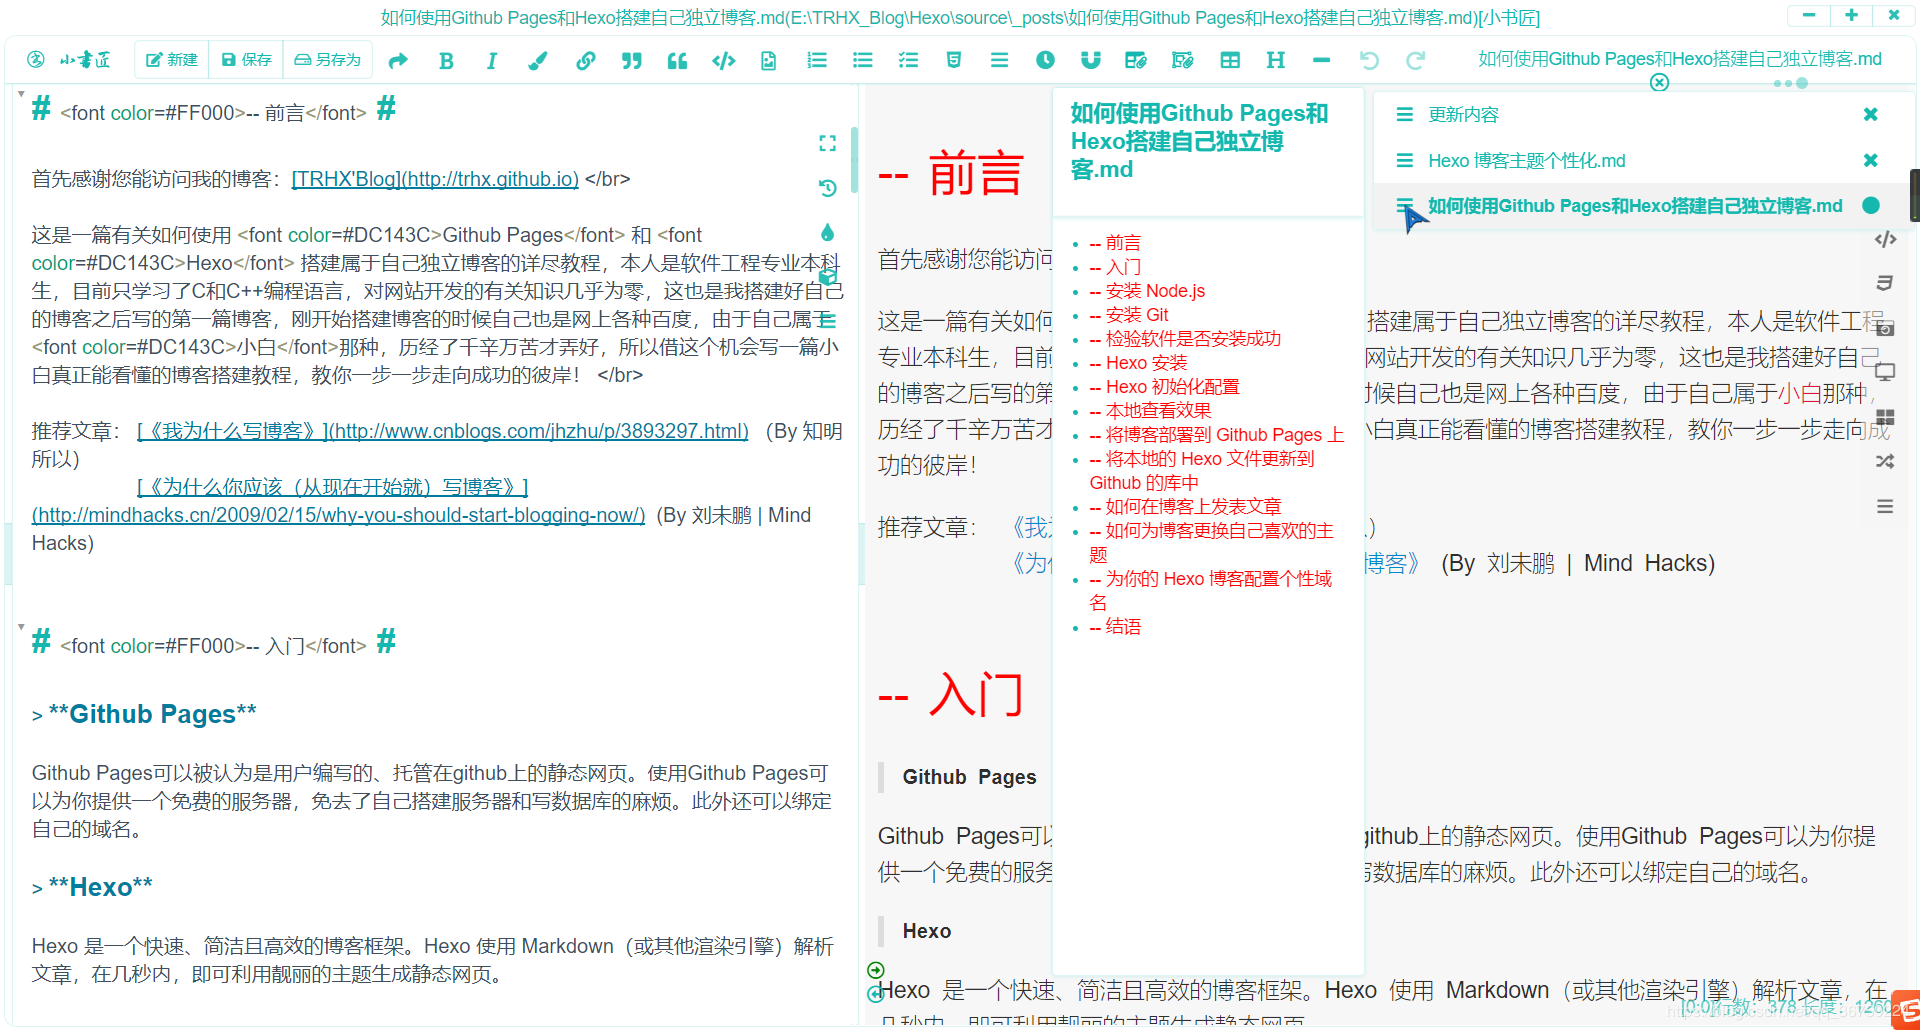 如何使用Github Pages和Hexo搭建自己独立博客.md(E:\TRHX_Blog\Hexo\source\_posts\如何使用Github Pages和Hexo搭建自己独立博客.md)[小书匠]
小書匠 新建 保存 另存为 如何使用Github Pages和Hexo搭建自己独立博客.md
# <font color=#FF000>-- 前言</font> #
首先感谢您能访问我的博客：[TRHX'Blog](http://trhx.github.io) </br>
这是一篇有关如何使用 <font color=#DC143C>Github Pages</font> 和 <font
color=#DC143C>Hexo</font> 搭建属于自己独立博客的详尽教程，本人是软件工程专业本科
生，目前只学习了C和C++编程语言，对网站开发的有关知识几乎为零，这也是我搭建好自己
的博客之后写的第一篇博客，刚开始搭建博客的时候自己也是网上各种百度，由于自己属于
<font color=#DC143C>小白</font>那种，历经了千辛万苦才弄好，所以借这个机会写一篇小
白真正能看懂的博客搭建教程，教你一步一步走向成功的彼岸！ </br>
推荐文章： [《我为什么写博客》](http://www.cnblogs.com/jhzhu/p/3893297.html) （By 知明
所以）
[《为什么你应该（从现在开始就）写博客》]
(http://mindhacks.cn/2009/02/15/why-you-should-start-blogging-now/)  (By 刘未鹏 | Mind
Hacks)
# <font color=#FF000>-- 入门</font> #
> **Github Pages**
Github Pages可以被认为是用户编写的、托管在github上的静态网页。使用Github Pages可
以为你提供一个免费的服务器，免去了自己搭建服务器和写数据库的麻烦。此外还可以绑定
自己的域名。
> **Hexo**
Hexo 是一个快速、简洁且高效的博客框架。Hexo 使用 Markdown（或其他渲染引擎）解析
文章，在几秒内，即可利用靓丽的主题生成静态网页。
如何使用Github Pages和
Hexo搭建自己独立博
客.md
-- 前言
-- 入门
-- 安装 Node.js
-- 安装 Git
-- 检验软件是否安装成功
-- Hexo 安装
-- Hexo 初始化配置
-- 本地查看效果
-- 将博客部署到 Github Pages 上
-- 将本地的 Hexo 文件更新到
Github 的库中
-- 如何在博客上发表文章
-- 如何为博客更换自己喜欢的主
题
-- 为你的 Hexo 博客配置个性域
名
-- 结语
更新内容
Hexo 博客主题个性化.md
如何使用Github Pages和Hexo搭建自己独立博客.md
-- 前言
首先感谢您能访问
这是一篇有关如何 搭建属于自己独立博客的详尽教程，本人是软件工程
专业本科生，目前 网站开发的有关知识几乎为零，这也是我搭建好自己
的博客之后写的第 时候自己也是网上各种百度，由于自己属于小白那种，
历经了千辛万苦才 小白真正能看懂的博客搭建教程，教你一步一步走向成
功的彼岸！
推荐文章： 《我为 ）
《为什 博客》 (By 刘未鹏 | Mind Hacks)
-- 入门
Github Pages
Github Pages可以 github上的静态网页。使用Github Pages可以为你提
供一个免费的服务 写数据库的麻烦。此外还可以绑定自己的域名。
Hexo
Hexo 是一个快速、简洁且高效的博客框架。Hexo 使用 Markdown（或其他渲染引擎）解析文章，在
几秒内，即可利用靓丽的主题生成静态网页
[0:0]行数：378 长度：1260